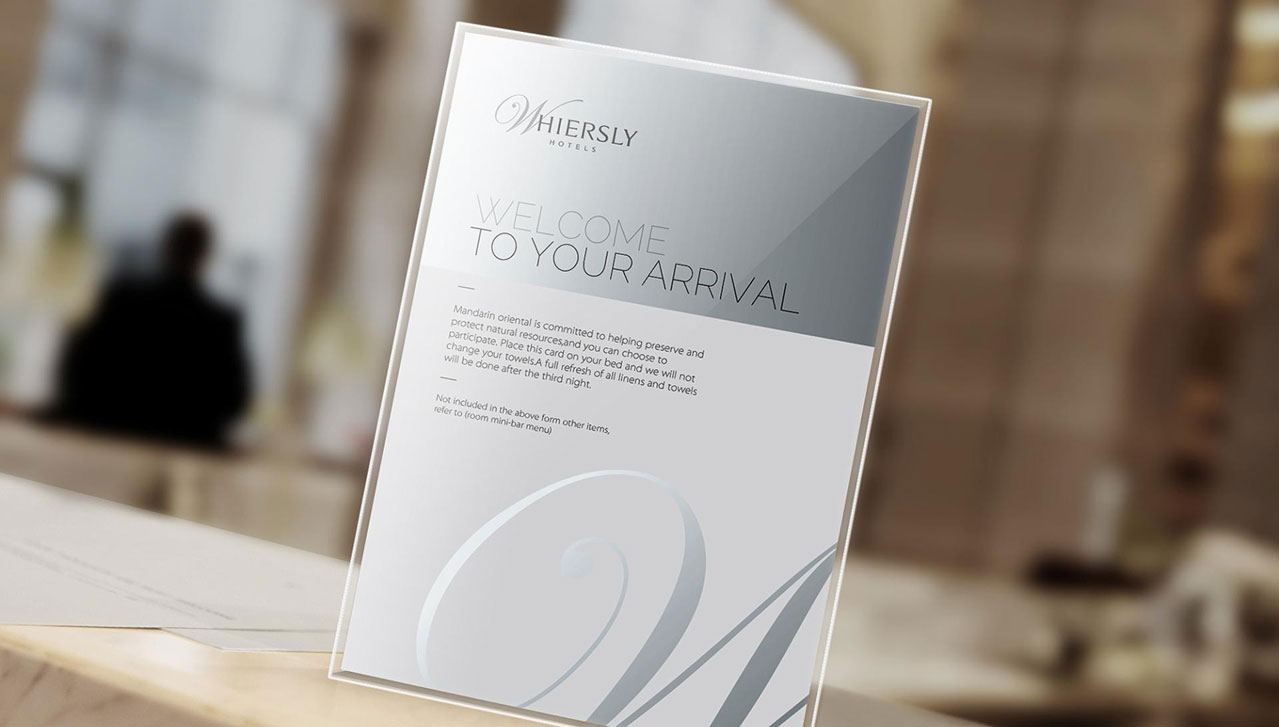 WHIERSLY
HOTELS
WELCOME
TO YOUR ARRIVAL
Mandarin oriental is committed to helping preserve and
protect natural resources,and you can choose to
participate. Place this card on your bed and we will not
change your towels.A full refresh of all linens and towels
will be done after the third night.
Not included in the above form other items,
refer to (room mini-bar menu)